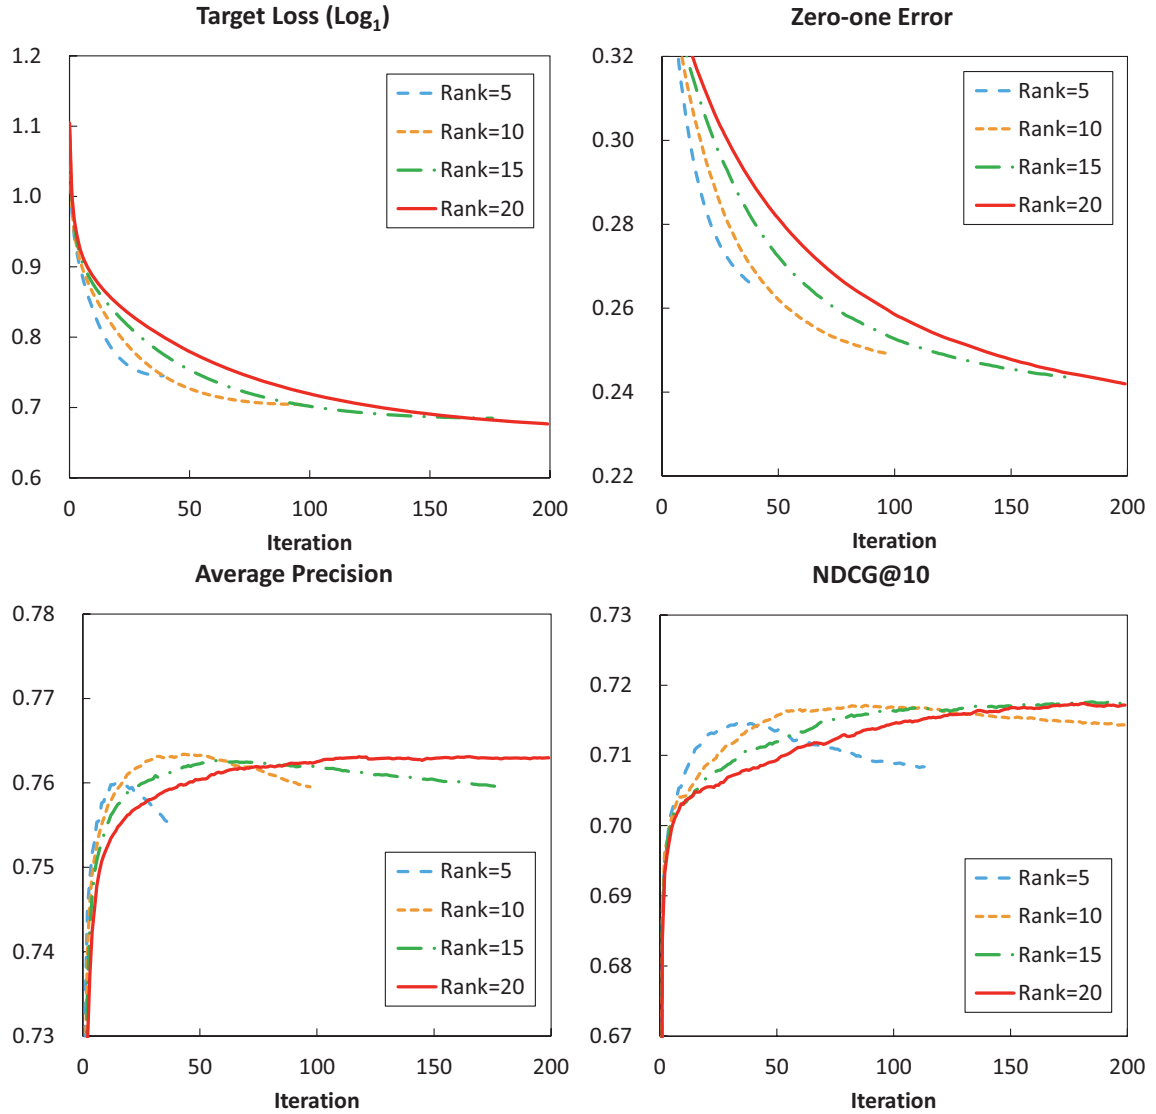 Target Loss (Log₁)
1.2
1.1
1.0
0.9
0.8
0.7
0.6
0
50
100
150
200
Iteration
Rank=5
Rank=10
Rank=15
Rank=20
Zero-one Error
0.32
0.30
0.28
0.26
0.24
0.22
0
50
100
150
200
Iteration
Rank=5
Rank=10
Rank=15
Rank=20
Average Precision
0.78
0.77
0.76
0.75
0.74
0.73
0
50
100
150
200
Iteration
Rank=5
Rank=10
Rank=15
Rank=20
NDCG@10
0.73
0.72
0.71
0.70
0.69
0.68
0.67
0
50
100
150
200
Iteration
Rank=5
Rank=10
Rank=15
Rank=20